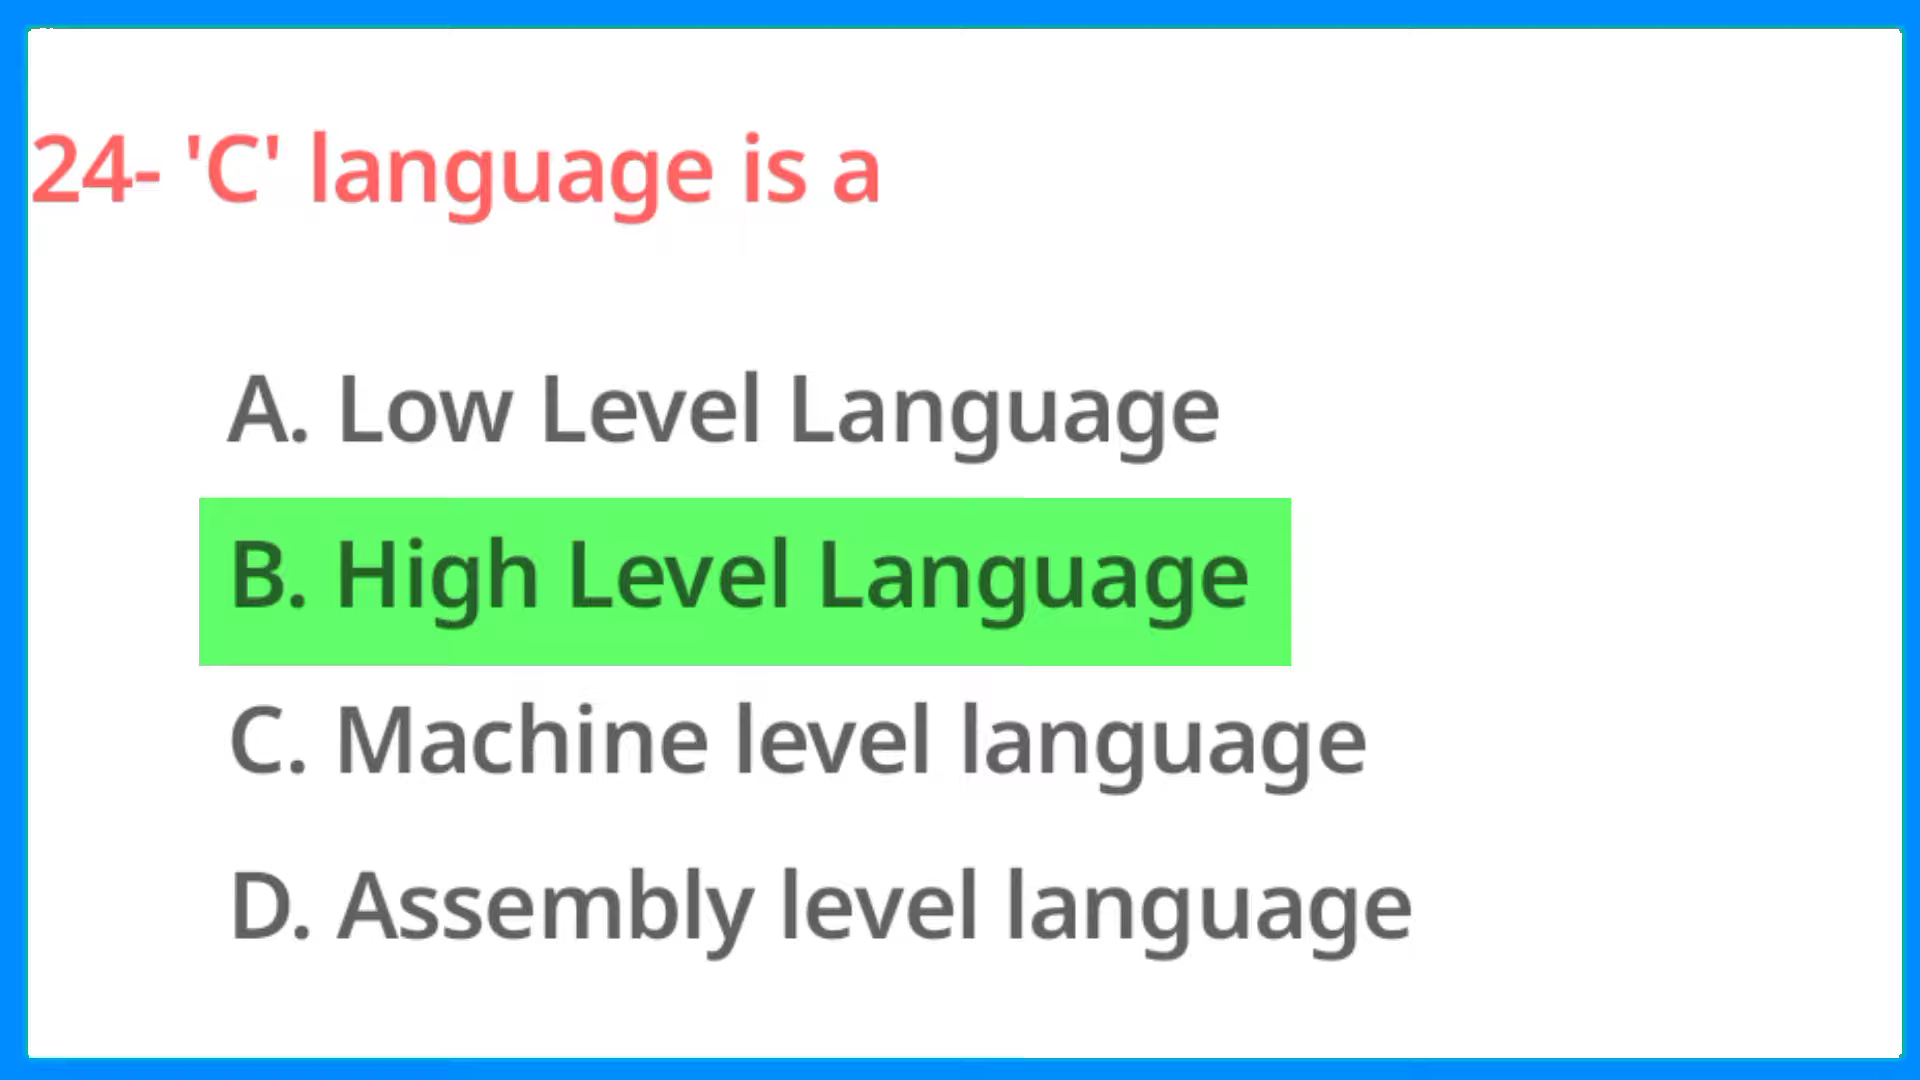 24- 'C' language is a
A. Low Level Language
B. High Level Language
C. Machine level language
D. Assembly level language